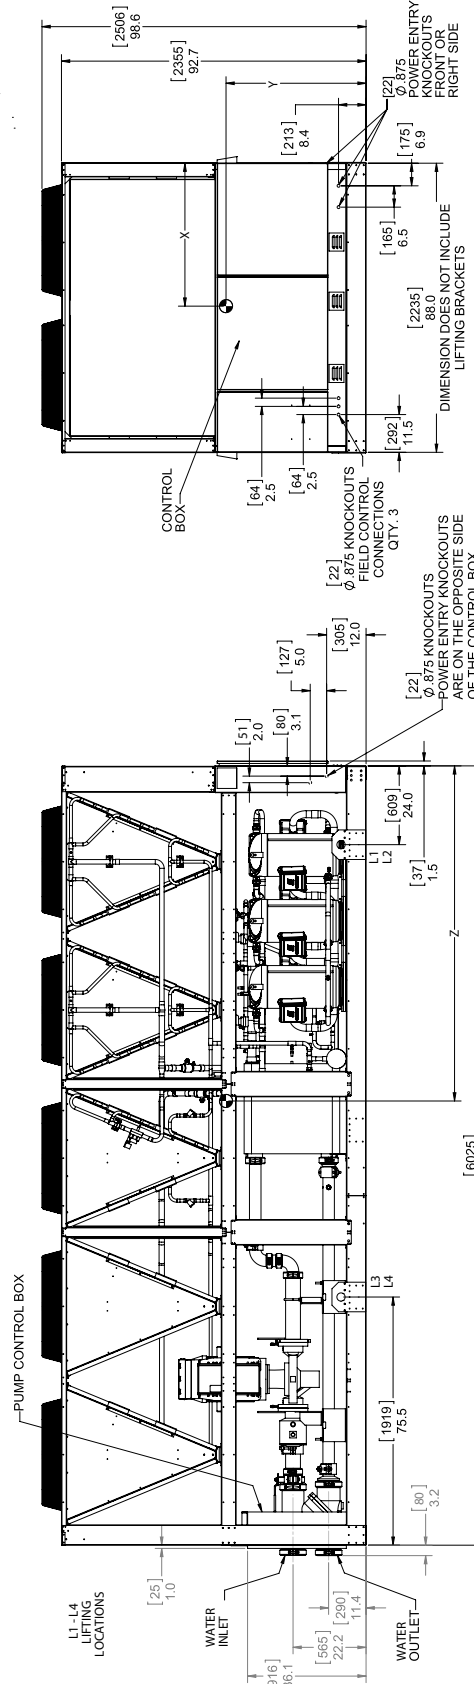 [2506]
98.6
[2355]
92.7
Y
[22]
Ø.875
POWER ENTRY
KNOCKOUTS
FRONT OR
RIGHT SIDE
[213]
8.4
[175]
6.9
X
[165]
6.5
[2235]
88.0
DIMENSION DOES NOT INCLUDE
LIFTING BRACKETS
CONTROL
BOX
[64]
2.5
[64]
2.5
[292]
11.5
[22]
Ø.875 KNOCKOUTS
FIELD CONTROL
CONNECTIONS
QTY. 3
[127]
5.0
[305]
12.0
[51]
2.0
[80]
3.1
[22]
Ø.875 KNOCKOUTS
POWER ENTRY KNOCKOUTS
ARE ON THE OPPOSITE SIDE
OF THE CONTROL BOX
[609]
24.0
L1
L2
[37]
1.5
Z
[6025]
PUMP CONTROL BOX
L3
L4
[1919]
75.5
[80]
3.2
[25]
1.0
L1 - L4
LIFTING
LOCATIONS
WATER
INLET
[290]
11.4
WATER
OUTLET
[565]
22.2